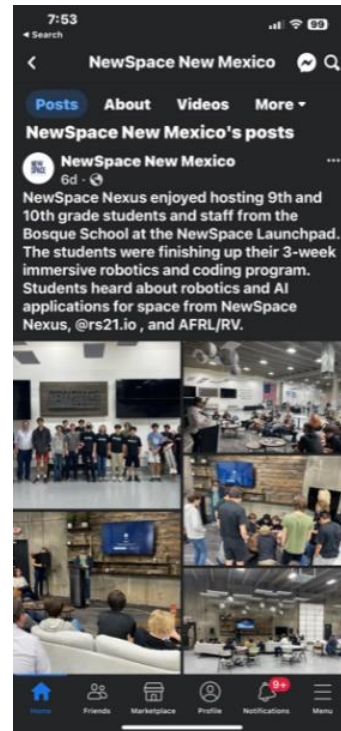 7:53
99
◂ Search
NewSpace New Mexico
Posts About Videos More ▾
NewSpace New Mexico's posts
NEW SPACE
NewSpace New Mexico
6d ·
NewSpace Nexus enjoyed hosting 9th and
10th grade students and staff from the
Bosque School at the NewSpace Launchpad.
The students were finishing up their 3-week
immersive robotics and coding program.
Students heard about robotics and AI
applications for space from NewSpace
Nexus, @rs21.io , and AFRL/RV.
9+
Home Friends Marketplace Profile Notifications Menu